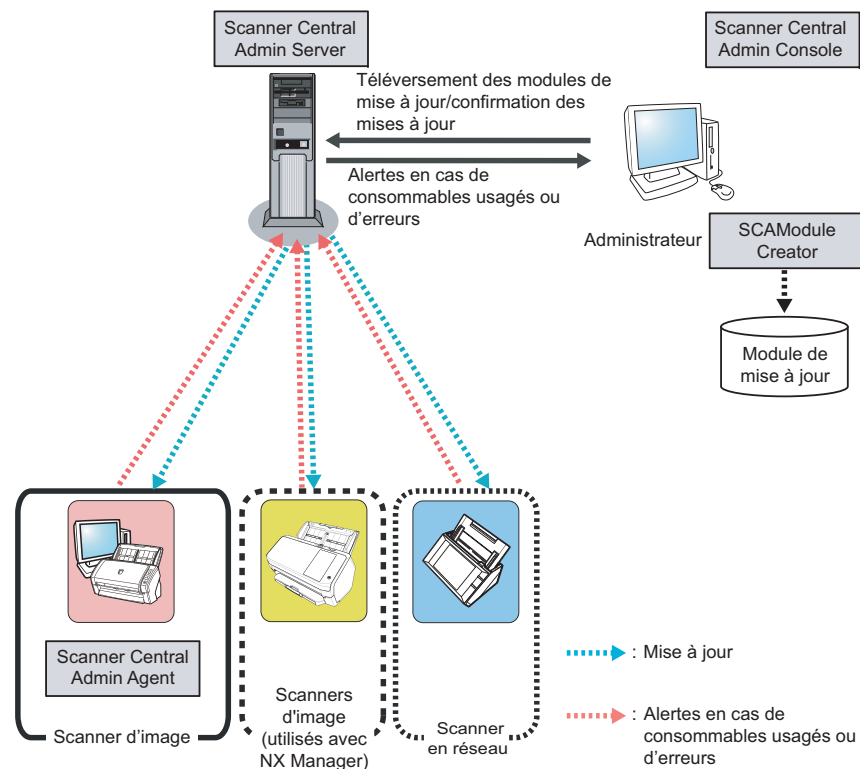 Scanner Central
Admin Server
Scanner Central
Admin Console
Téléversement des modules de
mise à jour/confirmation des
mises à jour
Alertes en cas de
consommables usagés ou
d'erreurs
Administrateur
SCAModule
Creator
Module de
mise à jour
Scanner Central
Admin Agent
Scanner d'image
Scanners
d'image
(utilisés avec
NX Manager)
Scanner
en réseau
: Mise à jour
: Alertes en cas de
consommables usagés ou
d'erreurs